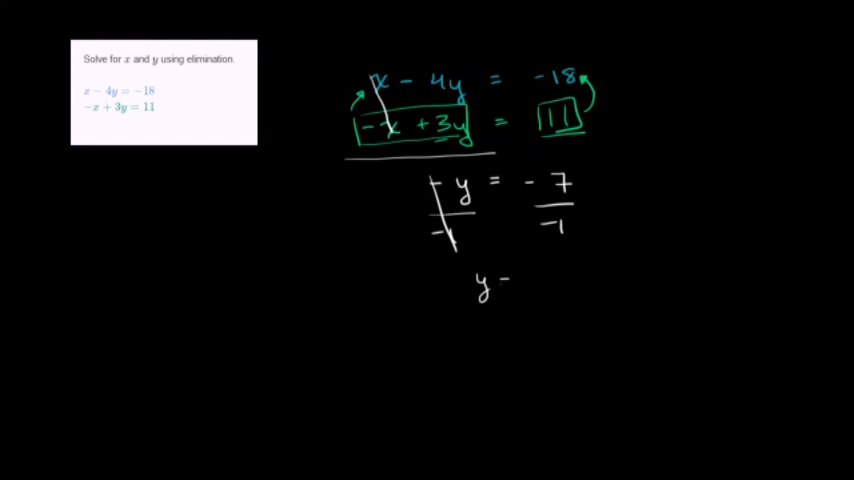 Solve for x and y using elimination.
x − 4y = −18
−x + 3y = 11
x - 4y = -18
-x + 3y = 11
- y = - 7
-1 -1
y -